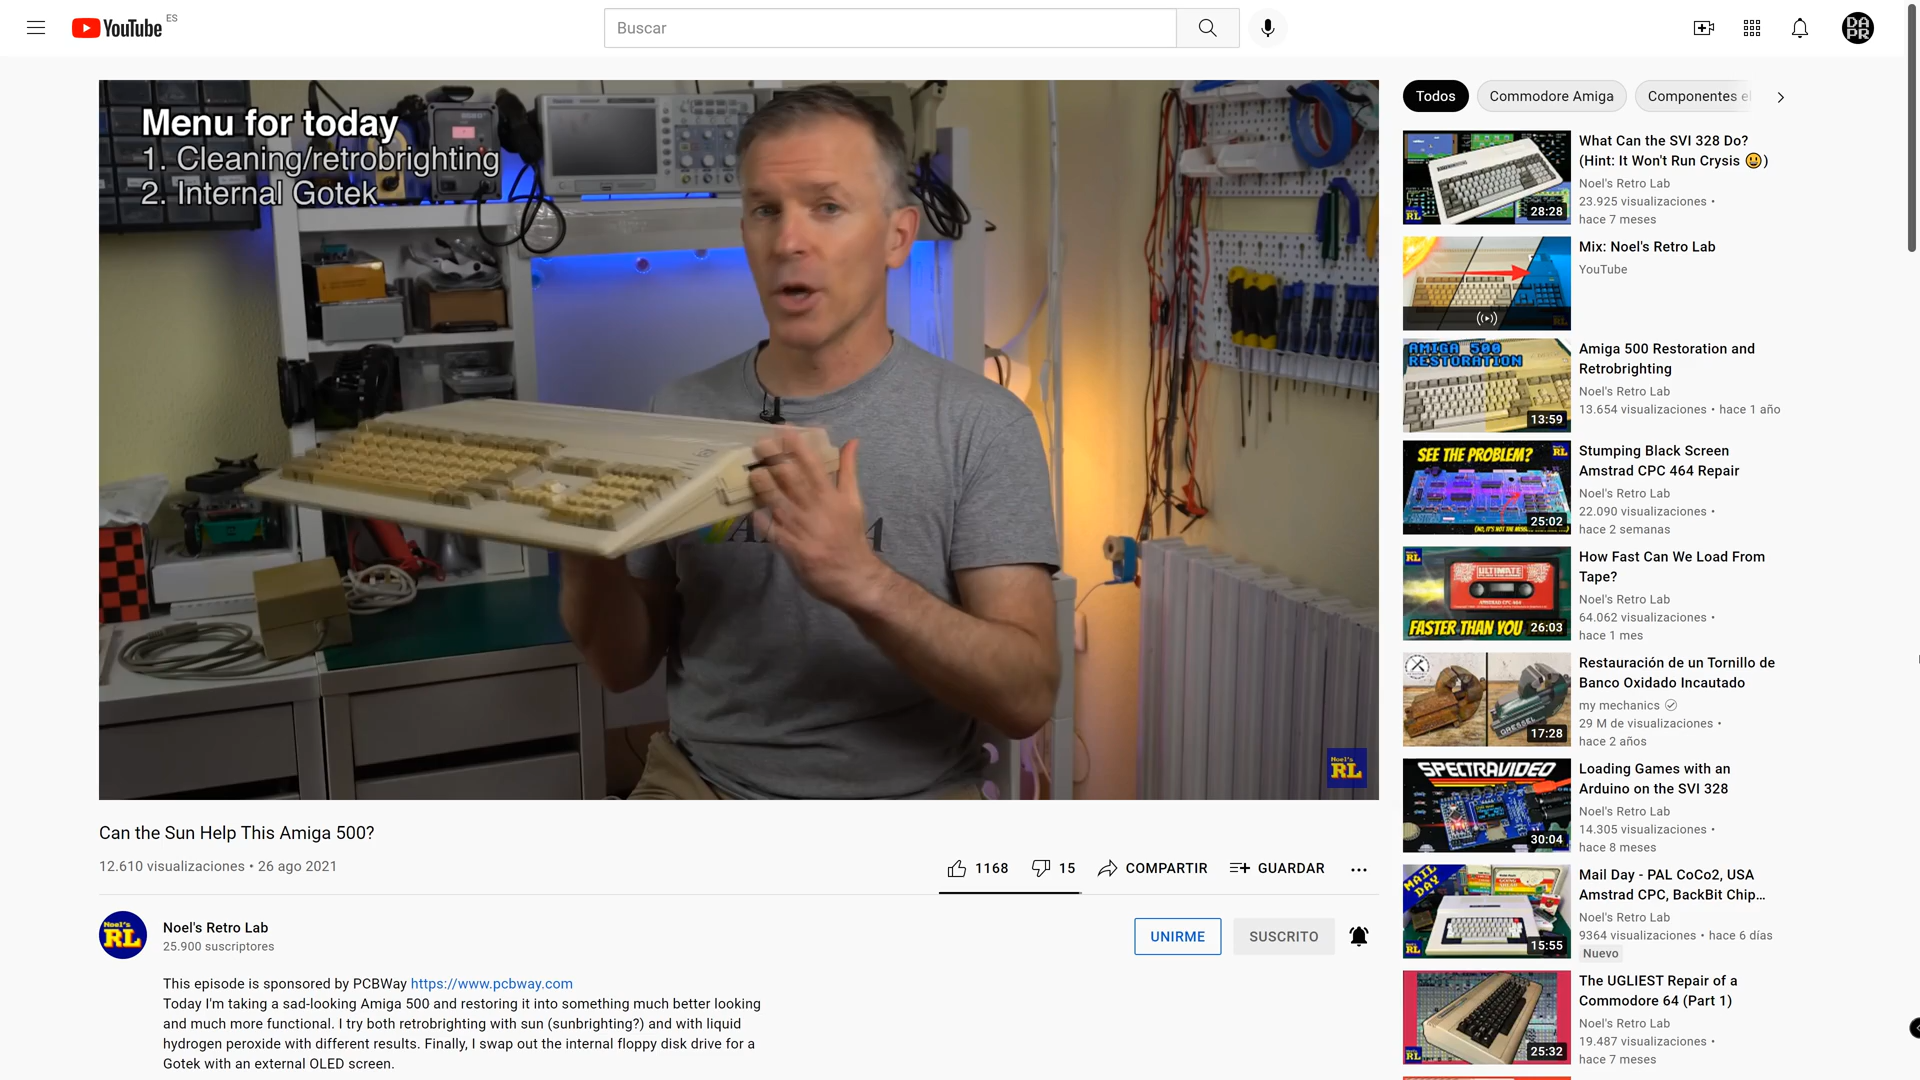 YouTube ES
Buscar
DA
PR
Menu for today
1. Cleaning/retrobrighting
2. Internal Gotek
Noel's
RL
Can the Sun Help This Amiga 500?
12.610 visualizaciones • 26 ago 2021
1168
15
COMPARTIR
GUARDAR
Noel's
RL
Noel's Retro Lab
25.900 suscriptores
UNIRME
SUSCRITO
This episode is sponsored by PCBWay https://www.pcbway.com
Today I'm taking a sad-looking Amiga 500 and restoring it into something much better looking
and much more functional. I try both retrobrighting with sun (sunbrighting?) and with liquid
hydrogen peroxide with different results. Finally, I swap out the internal floppy disk drive for a
Gotek with an external OLED screen.
Todos
Commodore Amiga
Componentes el
RL
28:28
What Can the SVI 328 Do?
(Hint: It Won't Run Crysis 😃)
Noel's Retro Lab
23.925 visualizaciones •
hace 7 meses
Mix: Noel's Retro Lab
YouTube
AMIGA 500
RESTORATION
13:59
Amiga 500 Restoration and
Retrobrighting
Noel's Retro Lab
13.654 visualizaciones • hace 1 año
SEE THE PROBLEM?
RL
25:02
Stumping Black Screen
Amstrad CPC 464 Repair
Noel's Retro Lab
22.090 visualizaciones •
hace 2 semanas
RL
ULTIMATE
FASTER THAN YOU
26:03
How Fast Can We Load From
Tape?
Noel's Retro Lab
64.062 visualizaciones •
hace 1 mes
GRESSEL
17:28
Restauración de un Tornillo de
Banco Oxidado Incautado
my mechanics
29 M de visualizaciones •
hace 2 años
SPECTRAVIDEO
30:04
Loading Games with an
Arduino on the SVI 328
Noel's Retro Lab
14.305 visualizaciones •
hace 8 meses
MAIL
DAY
RL
15:55
Mail Day - PAL CoCo2, USA
Amstrad CPC, BackBit Chip...
Noel's Retro Lab
9364 visualizaciones • hace 6 días
Nuevo
RL
25:32
The UGLIEST Repair of a
Commodore 64 (Part 1)
Noel's Retro Lab
19.487 visualizaciones •
hace 7 meses